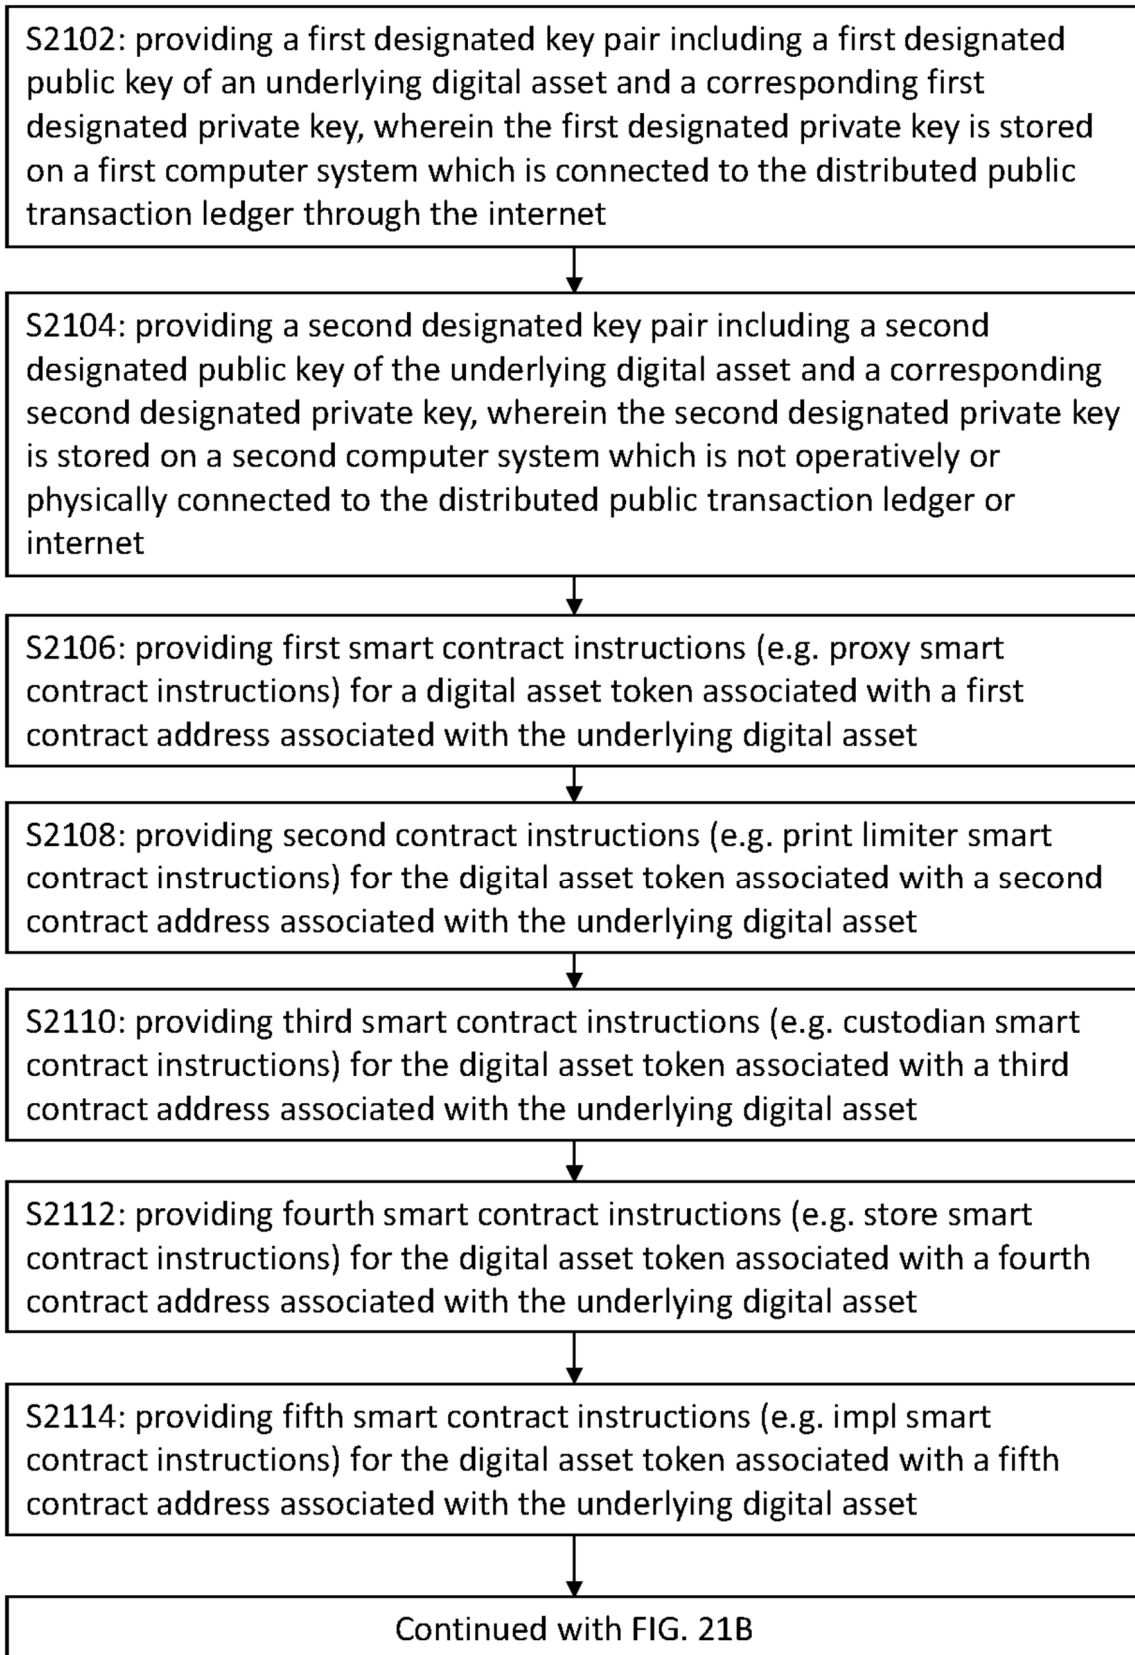 S2102: providing a first designated key pair including a first designated
public key of an underlying digital asset and a corresponding first
designated private key, wherein the first designated private key is stored
on a first computer system which is connected to the distributed public
transaction ledger through the internet
S2104: providing a second designated key pair including a second
designated public key of the underlying digital asset and a corresponding
second designated private key, wherein the second designated private key
is stored on a second computer system which is not operatively or
physically connected to the distributed public transaction ledger or
internet
S2106: providing first smart contract instructions (e.g. proxy smart
contract instructions) for a digital asset token associated with a first
contract address associated with the underlying digital asset
S2108: providing second contract instructions (e.g. print limiter smart
contract instructions) for the digital asset token associated with a second
contract address associated with the underlying digital asset
S2110: providing third smart contract instructions (e.g. custodian smart
contract instructions) for the digital asset token associated with a third
contract address associated with the underlying digital asset
S2112: providing fourth smart contract instructions (e.g. store smart
contract instructions) for the digital asset token associated with a fourth
contract address associated with the underlying digital asset
S2114: providing fifth smart contract instructions (e.g. impl smart
contract instructions) for the digital asset token associated with a fifth
contract address associated with the underlying digital asset
Continued with FIG. 21B